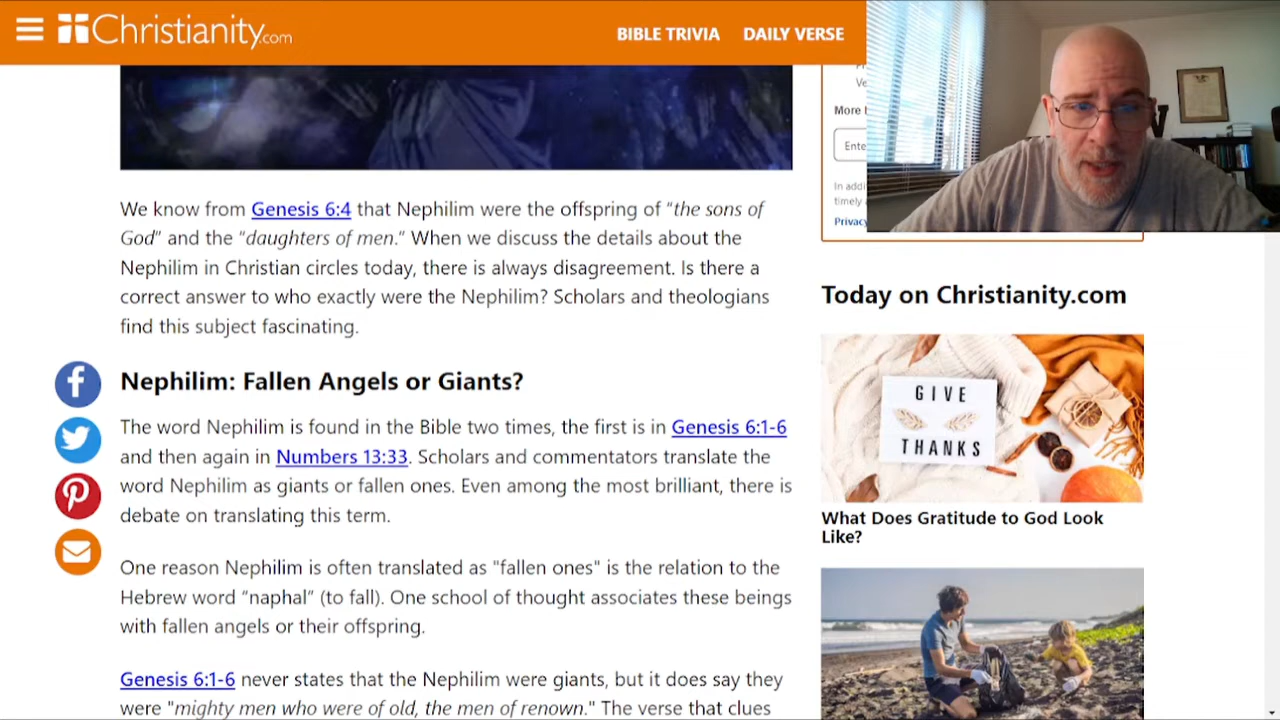 Christianity.com
BIBLE TRIVIA DAILY VERSE
We know from Genesis 6:4 that Nephilim were the offspring of “the sons of
God” and the “daughters of men.” When we discuss the details about the
Nephilim in Christian circles today, there is always disagreement. Is there a
correct answer to who exactly were the Nephilim? Scholars and theologians
find this subject fascinating.
Nephilim: Fallen Angels or Giants?
The word Nephilim is found in the Bible two times, the first is in Genesis 6:1-6
and then again in Numbers 13:33. Scholars and commentators translate the
word Nephilim as giants or fallen ones. Even among the most brilliant, there is
debate on translating this term.
One reason Nephilim is often translated as "fallen ones" is the relation to the
Hebrew word “naphal” (to fall). One school of thought associates these beings
with fallen angels or their offspring.
Genesis 6:1-6 never states that the Nephilim were giants, but it does say they
were "mighty men who were of old, the men of renown." The verse that clues
Ve
More
Ente
In addi
timely
Privacy
Today on Christianity.com
GIVE
THANKS
What Does Gratitude to God Look
Like?